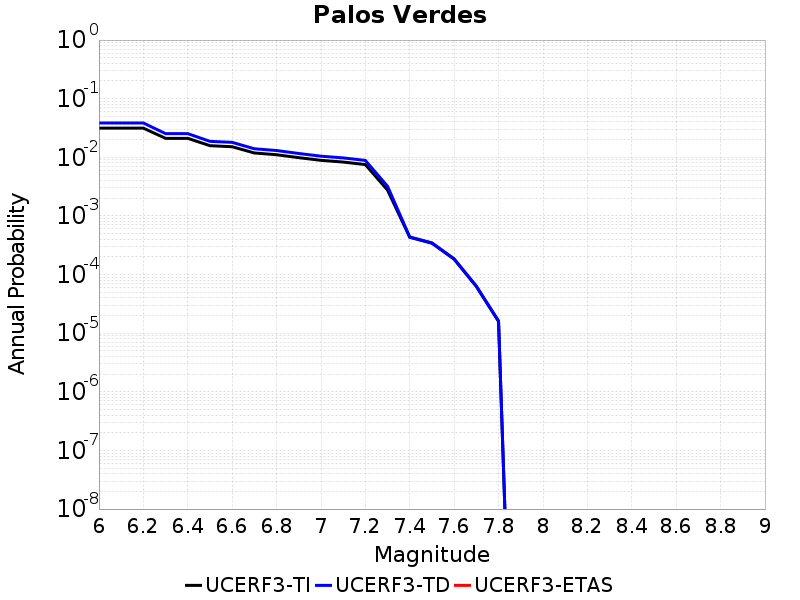 Palos Verdes
10^0
10^-1
10^-2
10^-3
10^-4
10^-5
10^-6
10^-7
10^-8
Annual Probability
6 6.2 6.4 6.6 6.8 7 7.2 7.4 7.6 7.8 8 8.2 8.4 8.6 8.8 9
Magnitude
UCERF3-TI UCERF3-TD UCERF3-ETAS